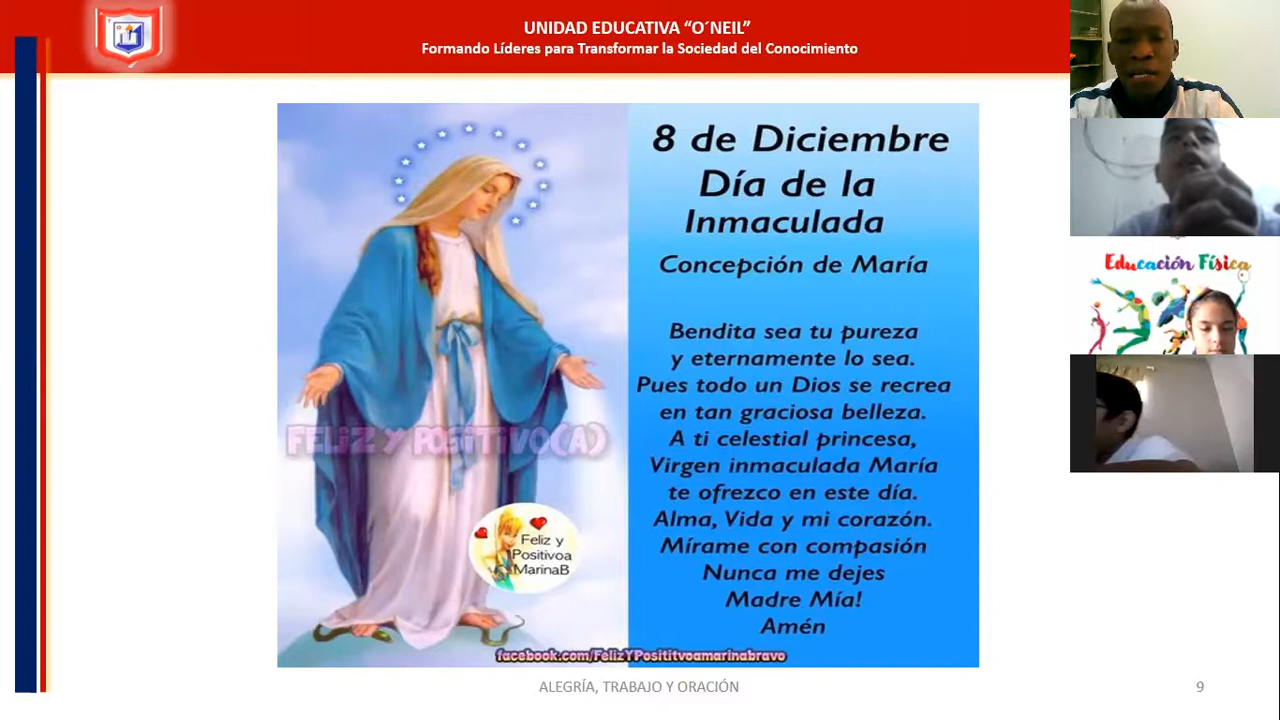 UNIDAD EDUCATIVA “O´NEIL”
Formando Líderes para Transformar la Sociedad del Conocimiento
8 de Diciembre
Día de la
Inmaculada
Concepción de María
Bendita sea tu pureza
y eternamente lo sea.
Pues todo un Dios se recrea
en tan graciosa belleza.
A ti celestial princesa,
Virgen inmaculada María
te ofrezco en este día.
Alma, Vida y mi corazón.
Mírame con compasión
Nunca me dejes
Madre Mía!
Amén
FELIZ Y POSITIVO(A)
Feliz y
Positivoa
MarinaB
facebook.com/FelizYPosititvoamarinabravo
ALEGRÍA, TRABAJO Y ORACIÓN
9
Educación Física